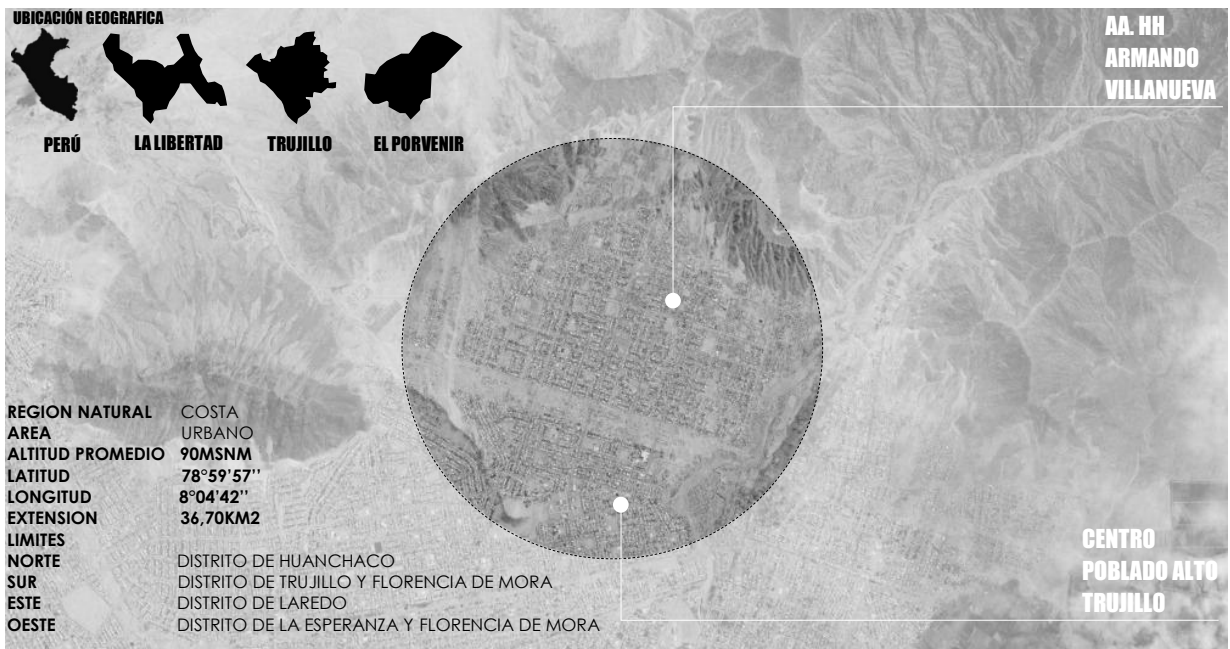 UBICACIÓN GEOGRAFICA
PERÚ
LA LIBERTAD
TRUJILLO
EL PORVENIR
AA. HH
ARMANDO
VILLANUEVA
REGION NATURAL COSTA
AREA URBANO
ALTITUD PROMEDIO 90MSNM
LATITUD 78°59'57''
LONGITUD 8°04'42''
EXTENSION 36,70KM2
LIMITES
NORTE DISTRITO DE HUANCHACO
SUR DISTRITO DE TRUJILLO Y FLORENCIA DE MORA
ESTE DISTRITO DE LAREDO
OESTE DISTRITO DE LA ESPERANZA Y FLORENCIA DE MORA
CENTRO
POBLADO ALTO
TRUJILLO